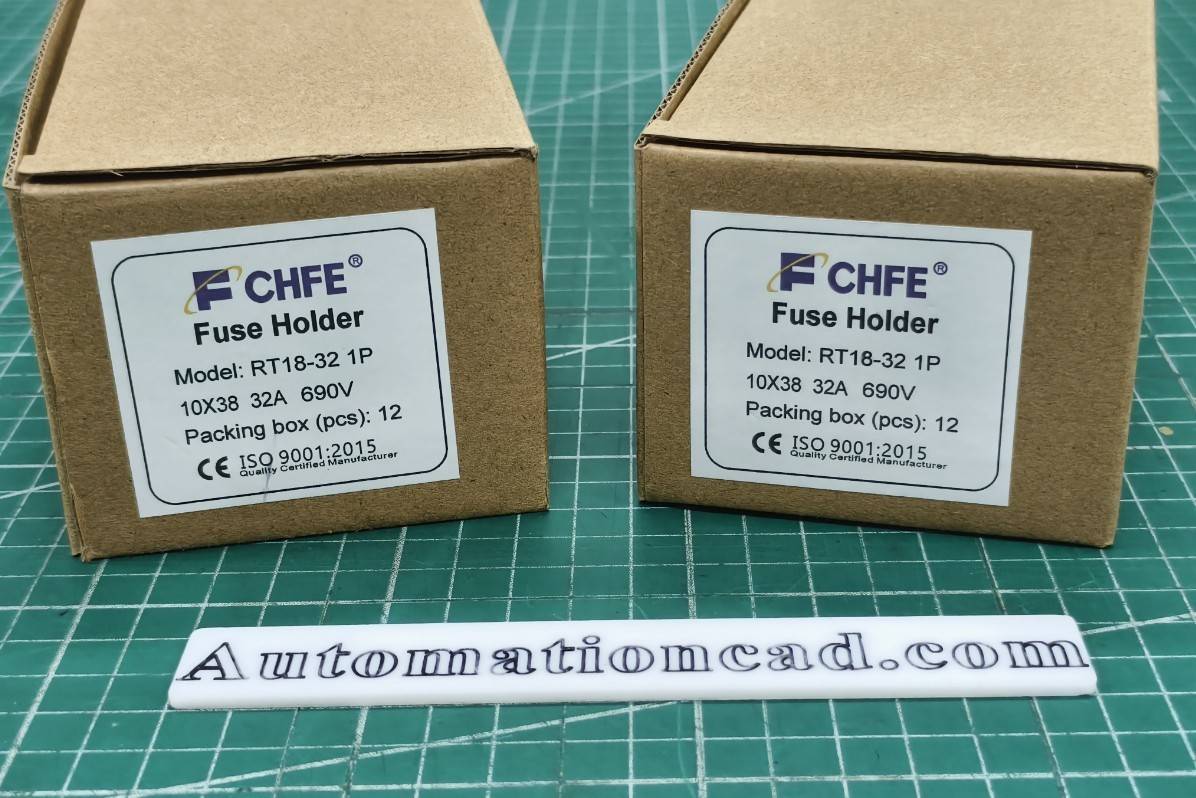 CHFE®
Fuse Holder
Model: RT18-32 1P
10X38 32A 690V
Packing box (pcs): 12
CE ISO 9001:2015
Quality Certified Manufacturer
CHFE®
Fuse Holder
Model: RT18-32 1P
10X38 32A 690V
Packing box (pcs): 12
CE ISO 9001:2015
Quality Certified Manufacturer
Automationcad.com